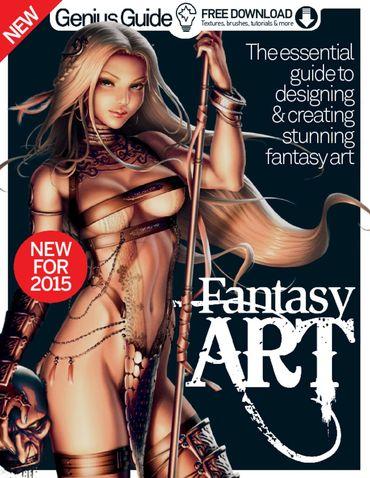 NEW
Genius Guide
FREE DOWNLOAD
Textures, brushes, tutorials & more
The essential
guide to
designing
& creating
stunning
fantasy art
NEW
FOR
2015
Fantasy
ART